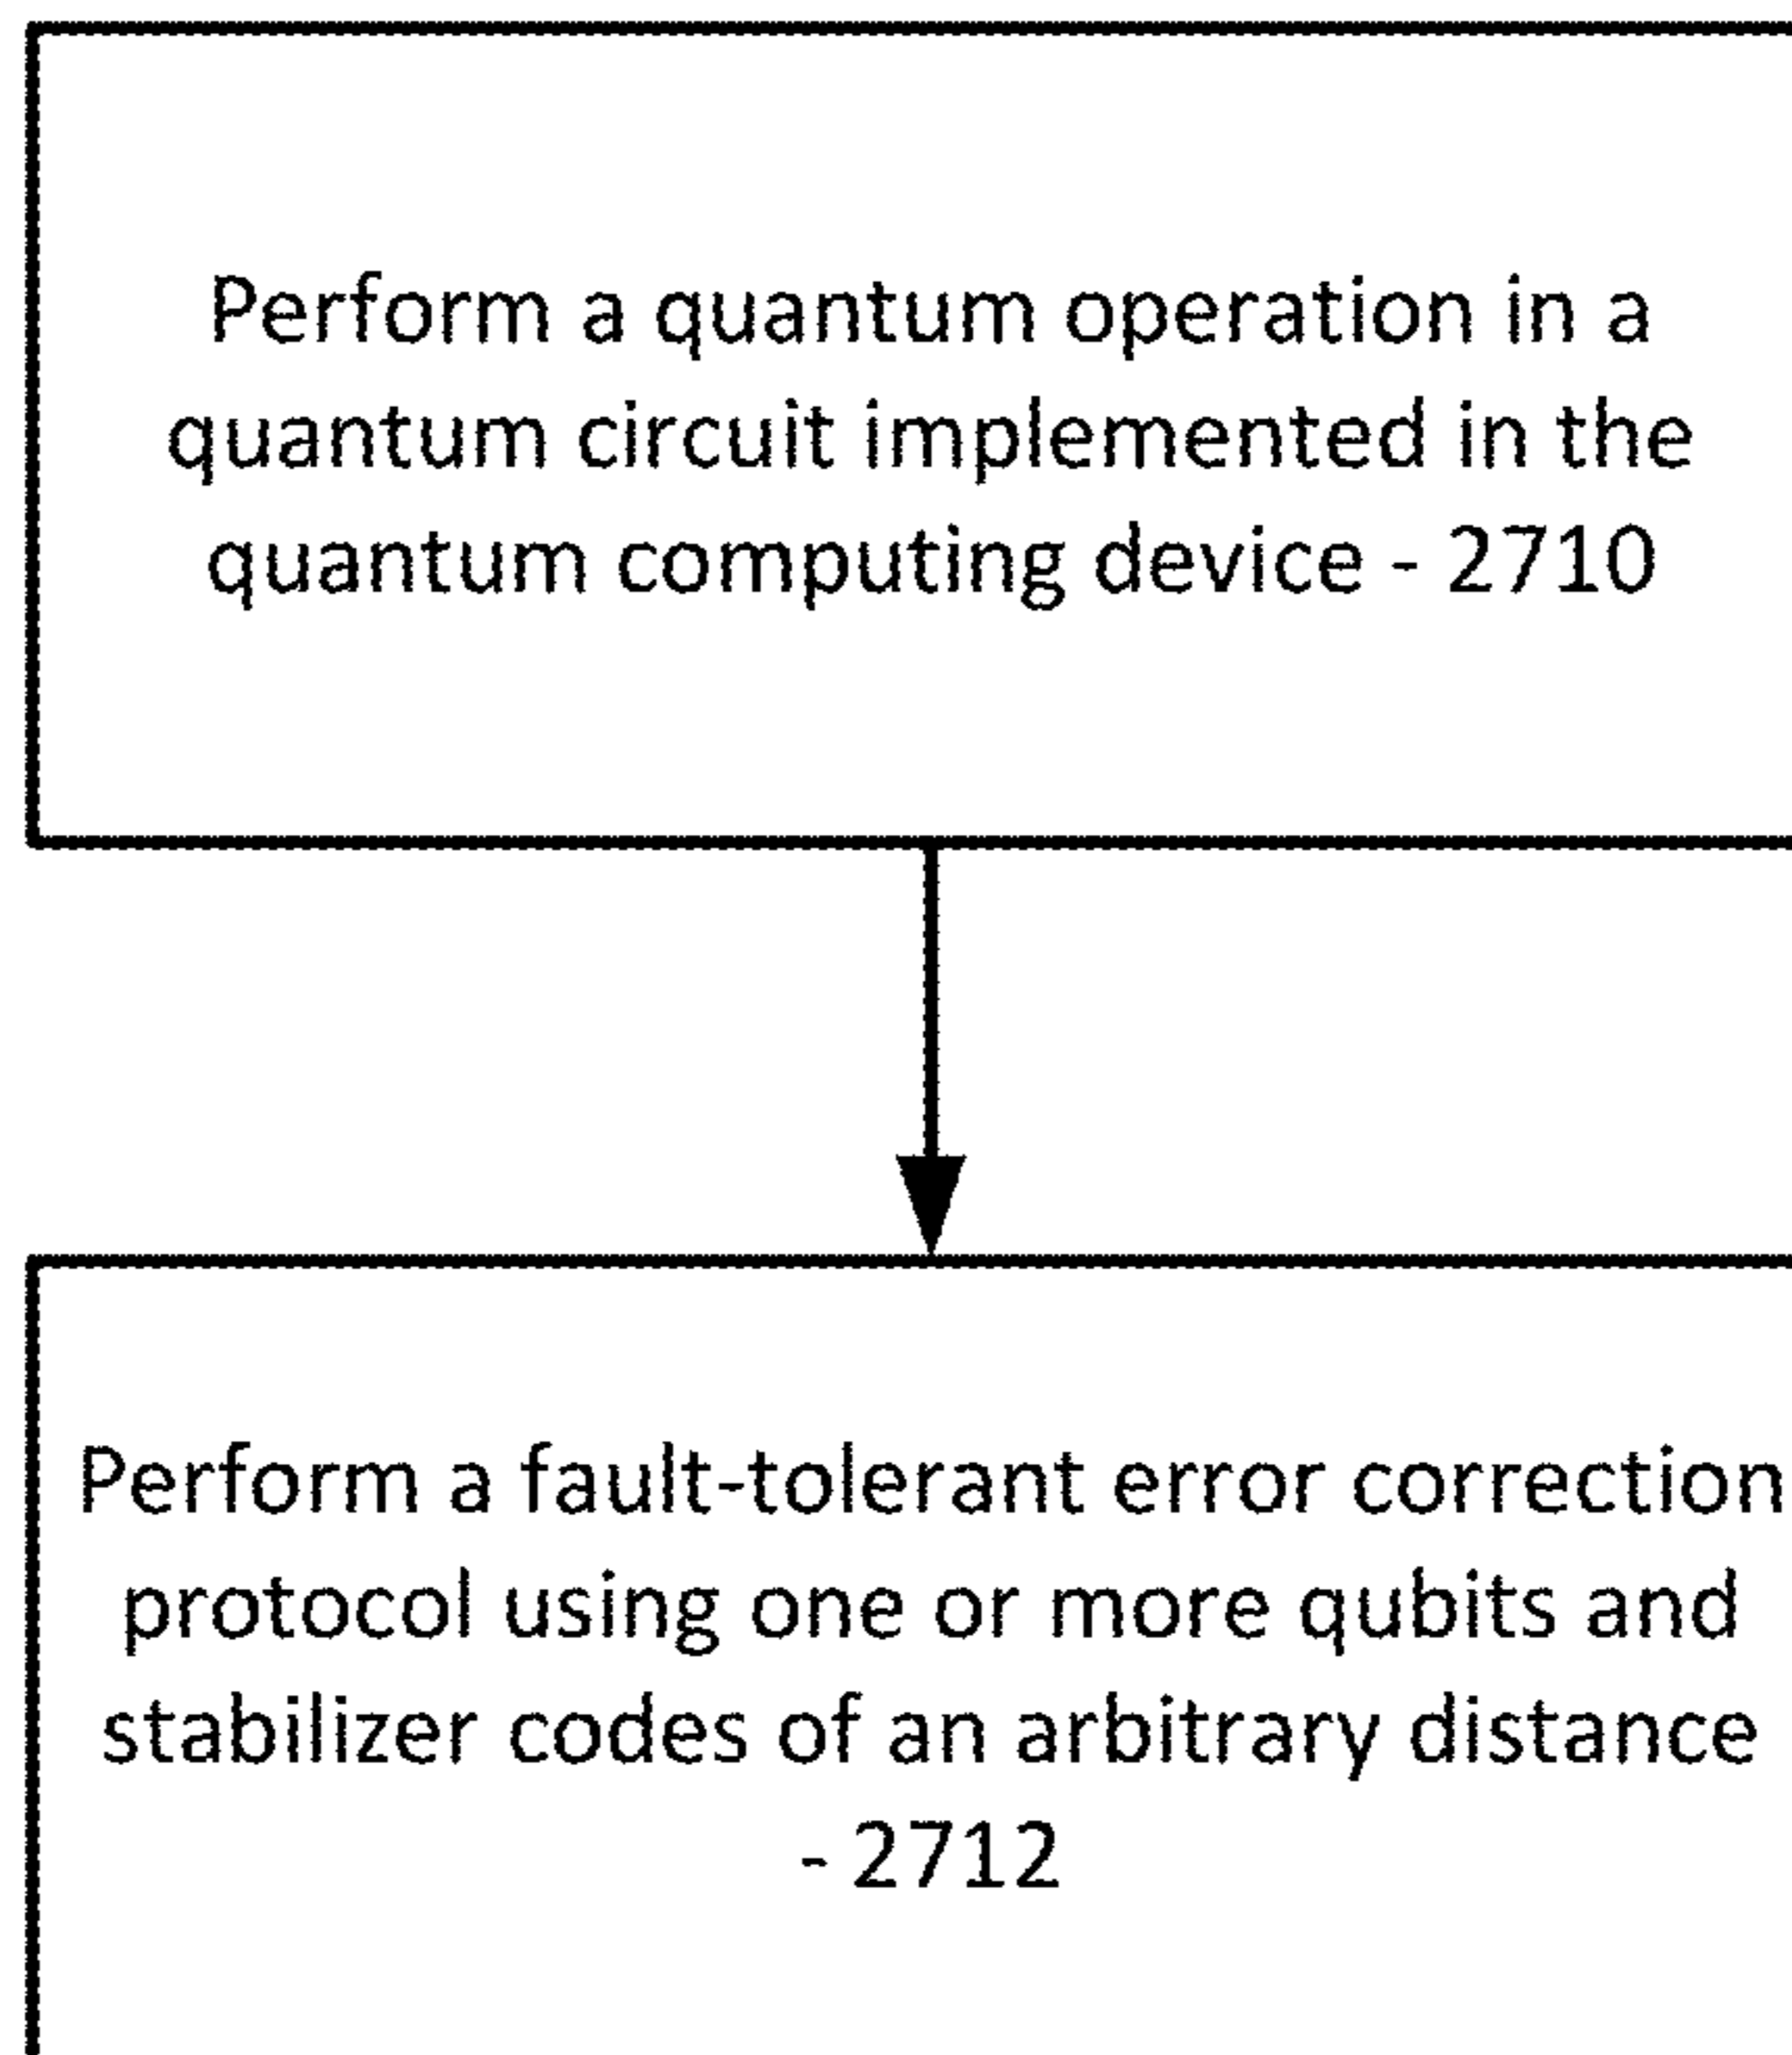 Perform a quantum operation in a
quantum circuit implemented in the
quantum computing device - 2710
Perform a fault-tolerant error correction
protocol using one or more qubits and
stabilizer codes of an arbitrary distance
- 2712